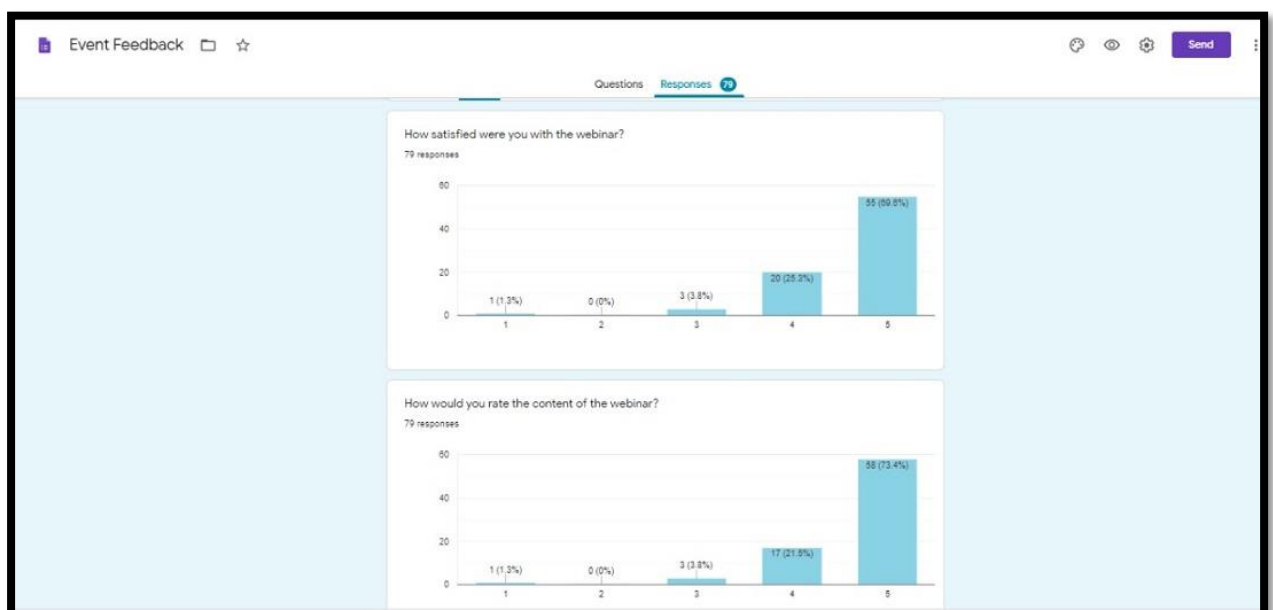 Event Feedback
Send
Questions Responses 79
How satisfied were you with the webinar?
79 responses
60
55 (69.6%)
40
20
20 (25.3%)
1 (1.3%)
0 (0%)
3 (3.8%)
0
1 2 3 4 5
How would you rate the content of the webinar?
79 responses
60
58 (73.4%)
40
20
17 (21.5%)
1 (1.3%)
0 (0%)
3 (3.8%)
0
1 2 3 4 5